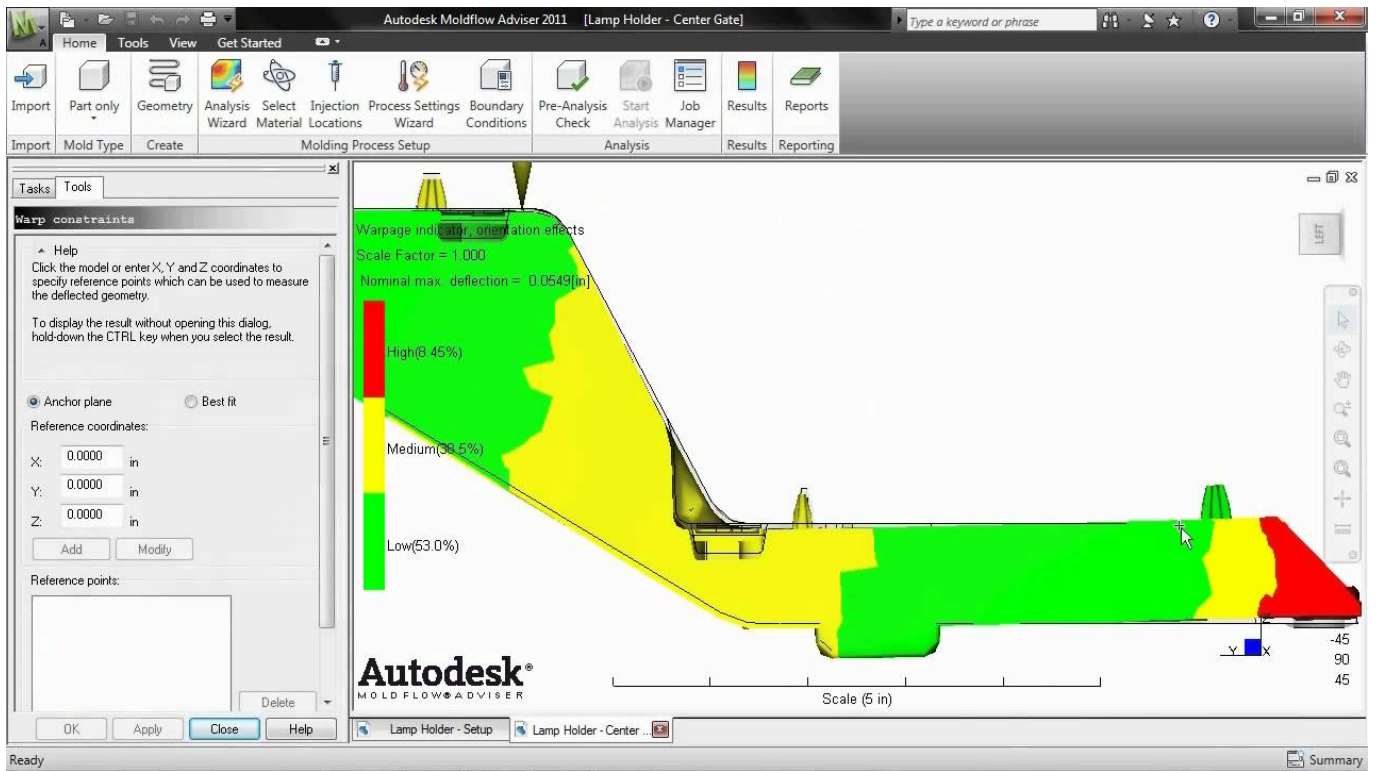 Autodesk Moldflow Adviser 2011 [Lamp Holder - Center Gate]
Type a keyword or phrase
Home Tools View Get Started
Import
Part only
Geometry
Analysis Wizard
Select Material
Injection Locations
Process Settings Wizard
Boundary Conditions
Pre-Analysis Check
Start Analysis
Job Manager
Results
Reports
Import Mold Type Create Molding Process Setup Analysis Results Reporting
Tasks Tools
Warp constraints
Help
Click the model or enter X, Y and Z coordinates to
specify reference points which can be used to measure
the deflected geometry.
To display the result without opening this dialog,
hold-down the CTRL key when you select the result.
Anchor plane Best fit
Reference coordinates:
X: 0.0000 in
Y: 0.0000 in
Z: 0.0000 in
Add Modify
Reference points:
Delete
OK Apply Close Help
Warpage indicator, orientation effects
Scale Factor = 1.000
Nominal max. deflection = 0.0549[in]
High(8.45%)
Medium(38.5%)
Low(53.0%)
LEFT
Autodesk®
MOLDFLOW® ADVISER
Scale (5 in)
Y X
-45
90
45
Lamp Holder - Setup
Lamp Holder - Center ...
Ready
Summary